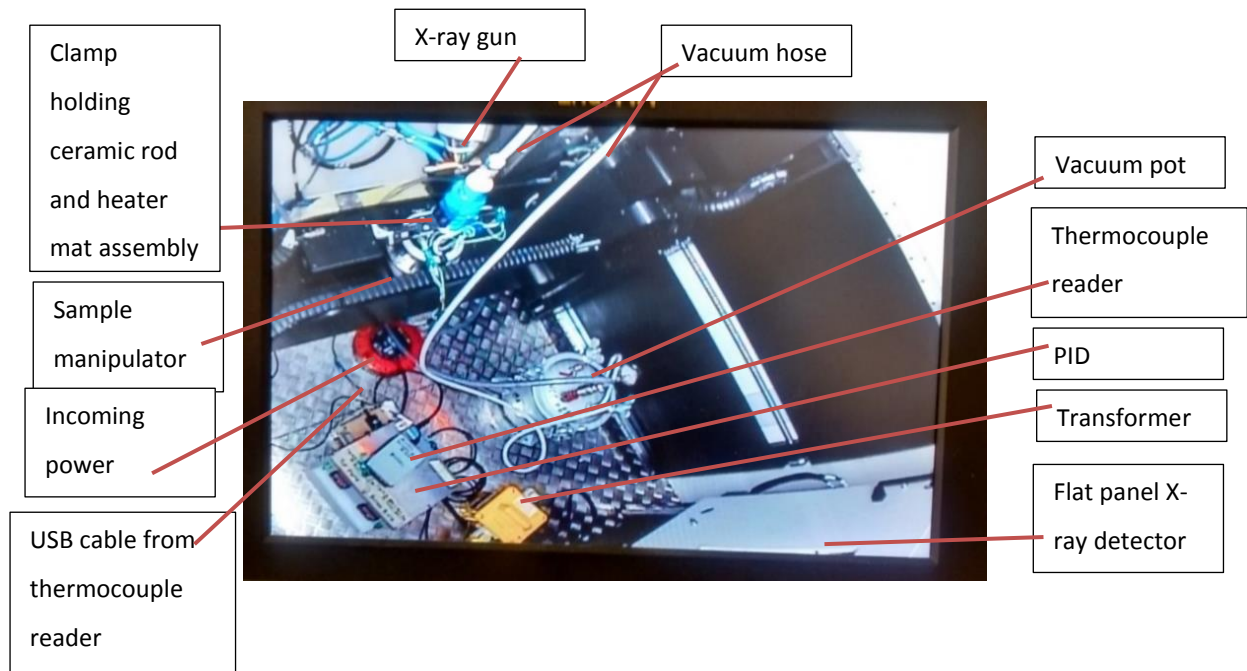 Clamp
holding
ceramic rod
and heater
mat assembly
X-ray gun
Vacuum hose
Vacuum pot
Thermocouple
reader
Sample
manipulator
PID
Incoming
power
Transformer
USB cable from
thermocouple
reader
Flat panel X-
ray detector